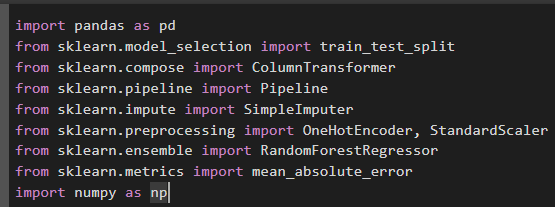 import pandas as pd
from sklearn.model_selection import train_test_split
from sklearn.compose import ColumnTransformer
from sklearn.pipeline import Pipeline
from sklearn.impute import SimpleImputer
from sklearn.preprocessing import OneHotEncoder, StandardScaler
from sklearn.ensemble import RandomForestRegressor
from sklearn.metrics import mean_absolute_error
import numpy as np